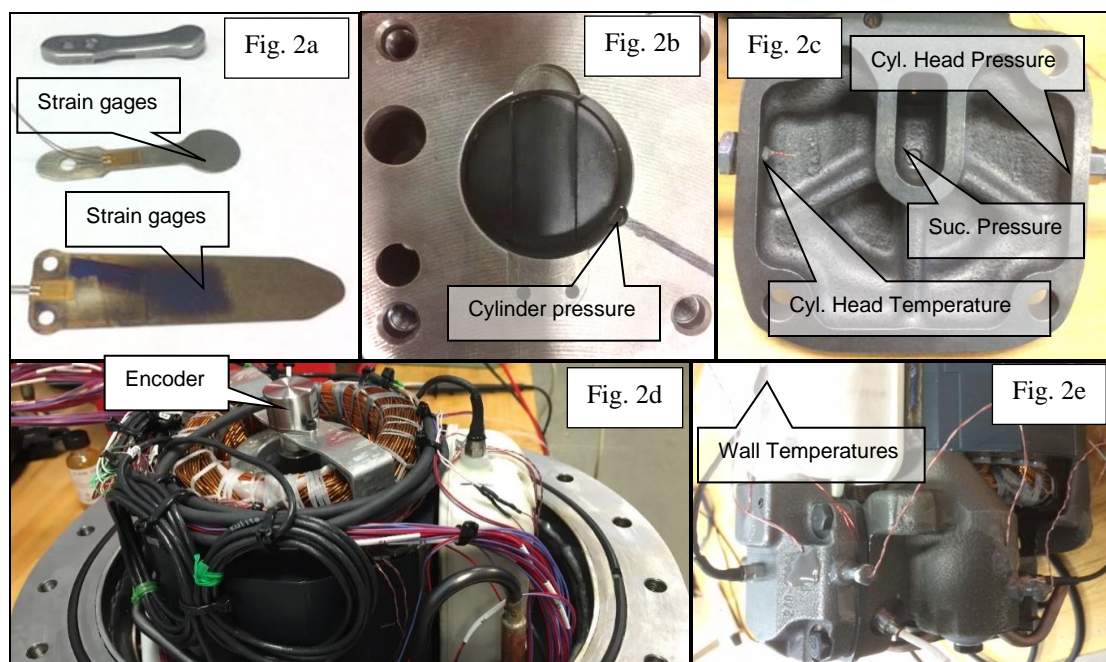 Fig. 2a
Strain gages
Strain gages
Fig. 2b
Cylinder pressure
Fig. 2c
Cyl. Head Pressure
Suc. Pressure
Cyl. Head Temperature
Encoder
Fig. 2d
Fig. 2e
Wall Temperatures